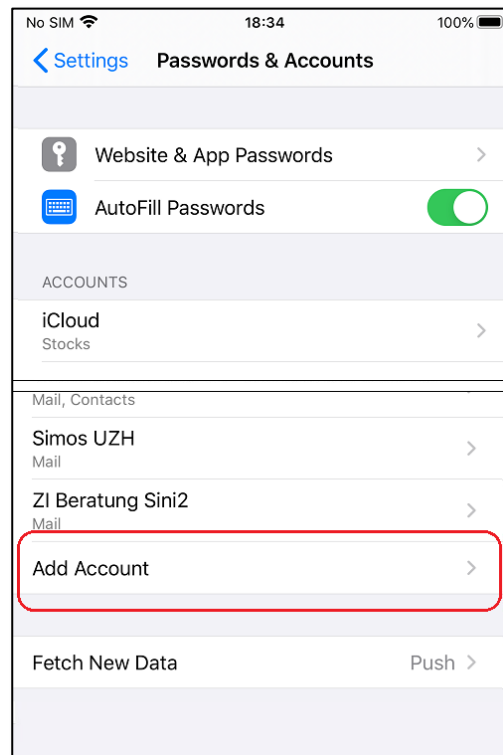 No SIM 18:34 100%
Settings Passwords & Accounts
Website & App Passwords
AutoFill Passwords
ACCOUNTS
iCloud
Stocks
Mail, Contacts
Simos UZH
Mail
ZI Beratung Sini2
Mail
Add Account
Fetch New Data Push